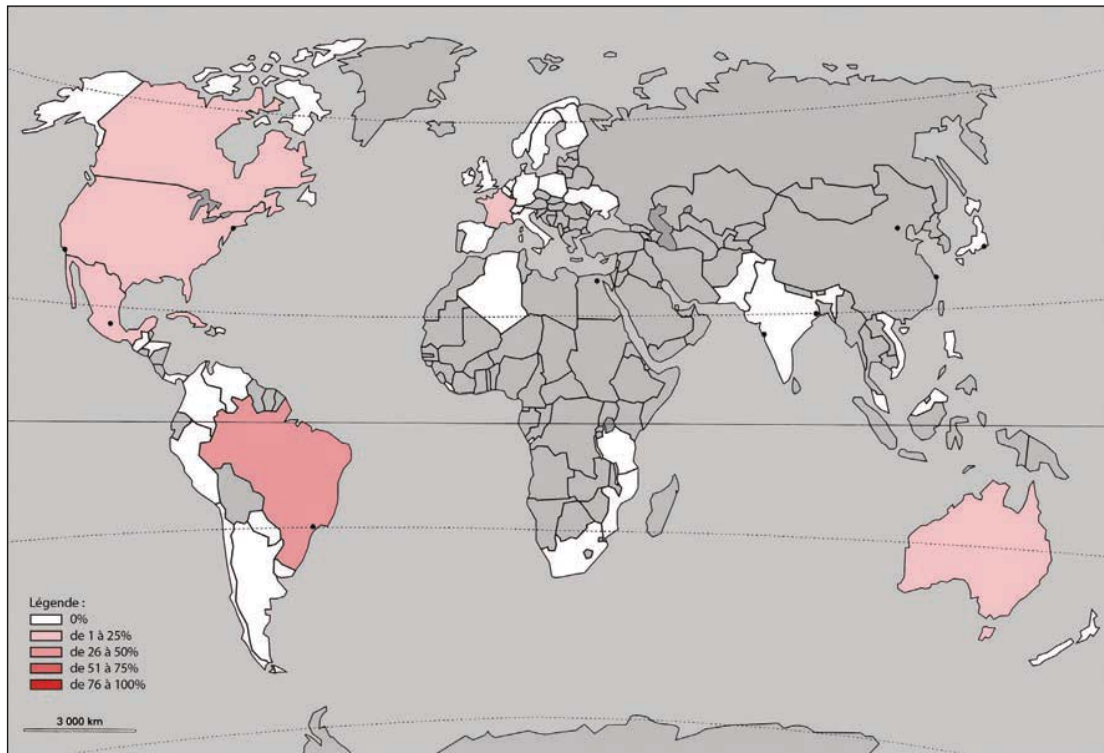 Légende :
0%
de 1 à 25%
de 26 à 50%
de 51 à 75%
de 76 à 100%
3 000 km